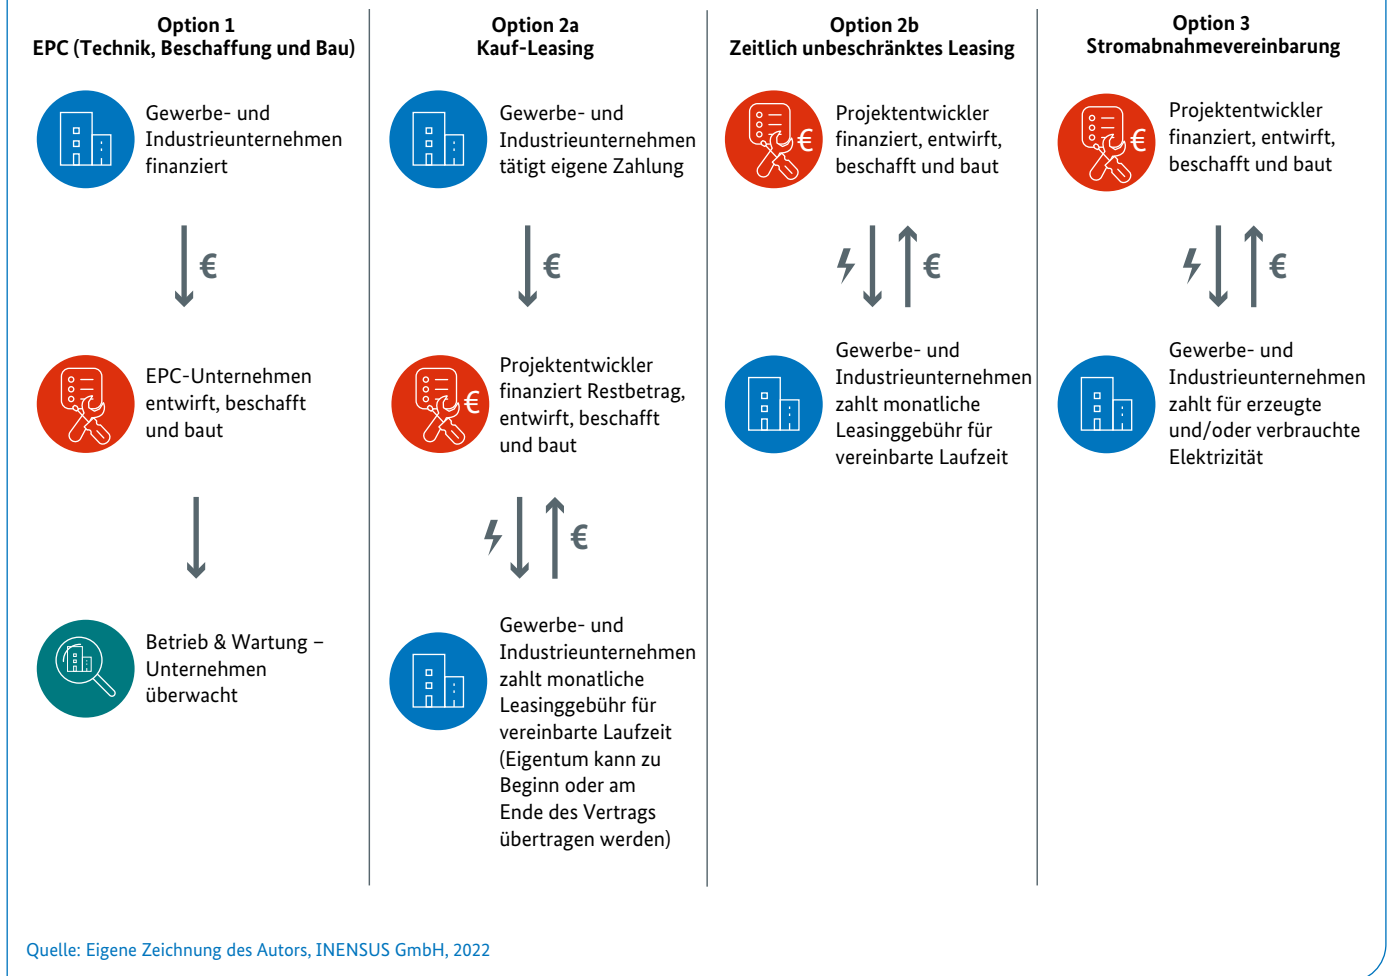 Option 1
EPC (Technik, Beschaffung und Bau)
Gewerbe- und
Industrieunternehmen
finanziert
€
EPC-Unternehmen
entwirft, beschafft
und baut
Betrieb & Wartung –
Unternehmen
überwacht
Option 2a
Kauf-Leasing
Gewerbe- und
Industrieunternehmen
tätigt eigene Zahlung
€
€
Projektentwickler
finanziert Restbetrag,
entwirft, beschafft
und baut
€
Gewerbe- und
Industrieunternehmen
zahlt monatliche
Leasinggebühr für
vereinbarte Laufzeit
(Eigentum kann zu
Beginn oder am
Ende des Vertrags
übertragen werden)
Option 2b
Zeitlich unbeschränktes Leasing
€
Projektentwickler
finanziert, entwirft,
beschafft und baut
€
Gewerbe- und
Industrieunternehmen
zahlt monatliche
Leasinggebühr für
vereinbarte Laufzeit
Option 3
Stromabnahmevereinbarung
€
Projektentwickler
finanziert, entwirft,
beschafft und baut
€
Gewerbe- und
Industrieunternehmen
zahlt für erzeugte
und/oder verbrauchte
Elektrizität
Quelle: Eigene Zeichnung des Autors, INENSUS GmbH, 2022